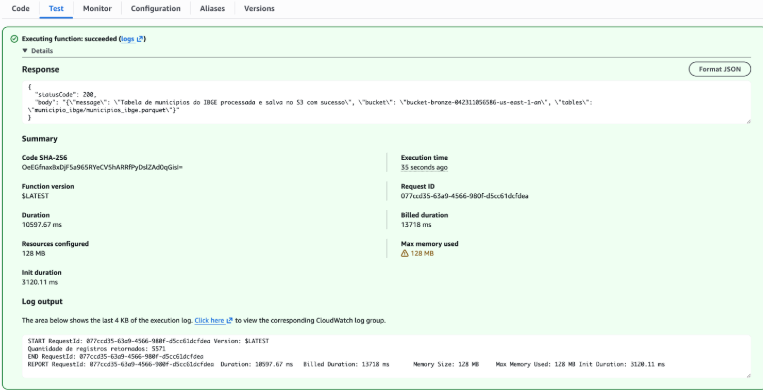 Code Test Monitor Configuration Aliases Versions
Executing function: succeeded (logs)
Details
Response
Format JSON
{
"statusCode": 200,
"body": "{\"message\": \"Tabela de municipios do IBGE processada e salva no S3 com sucesso\", \"bucket\": \"bucket-bronze-042311056586-us-east-1-an\", \"tables\":
\"municipio_ibge/municipios_ibge.parquet\"}"
}
Summary
Code SHA-256
Execution time
35 seconds ago
Function version
$LATEST
Request ID
077ccd35-63a9-4566-980f-d5cc61dcfdea
Duration
10597.67 ms
Billed duration
13718 ms
Resources configured
128 MB
Max memory used
128 MB
Init duration
3120.11 ms
Log output
The area below shows the last 4 KB of the execution log. Click here to view the corresponding CloudWatch log group.
START RequestId: 077ccd35-63a9-4566-980f-d5cc61dcfdea Version: $LATEST
Quantidade de registros retornados: 5571
END RequestId: 077ccd35-63a9-4566-980f-d5cc61dcfdea
REPORT RequestId: 077ccd35-63a9-4566-980f-d5cc61dcfdea Duration: 10597.67 ms Billed Duration: 13718 ms Memory Size: 128 MB Max Memory Used: 128 MB Init Duration: 3120.11 ms